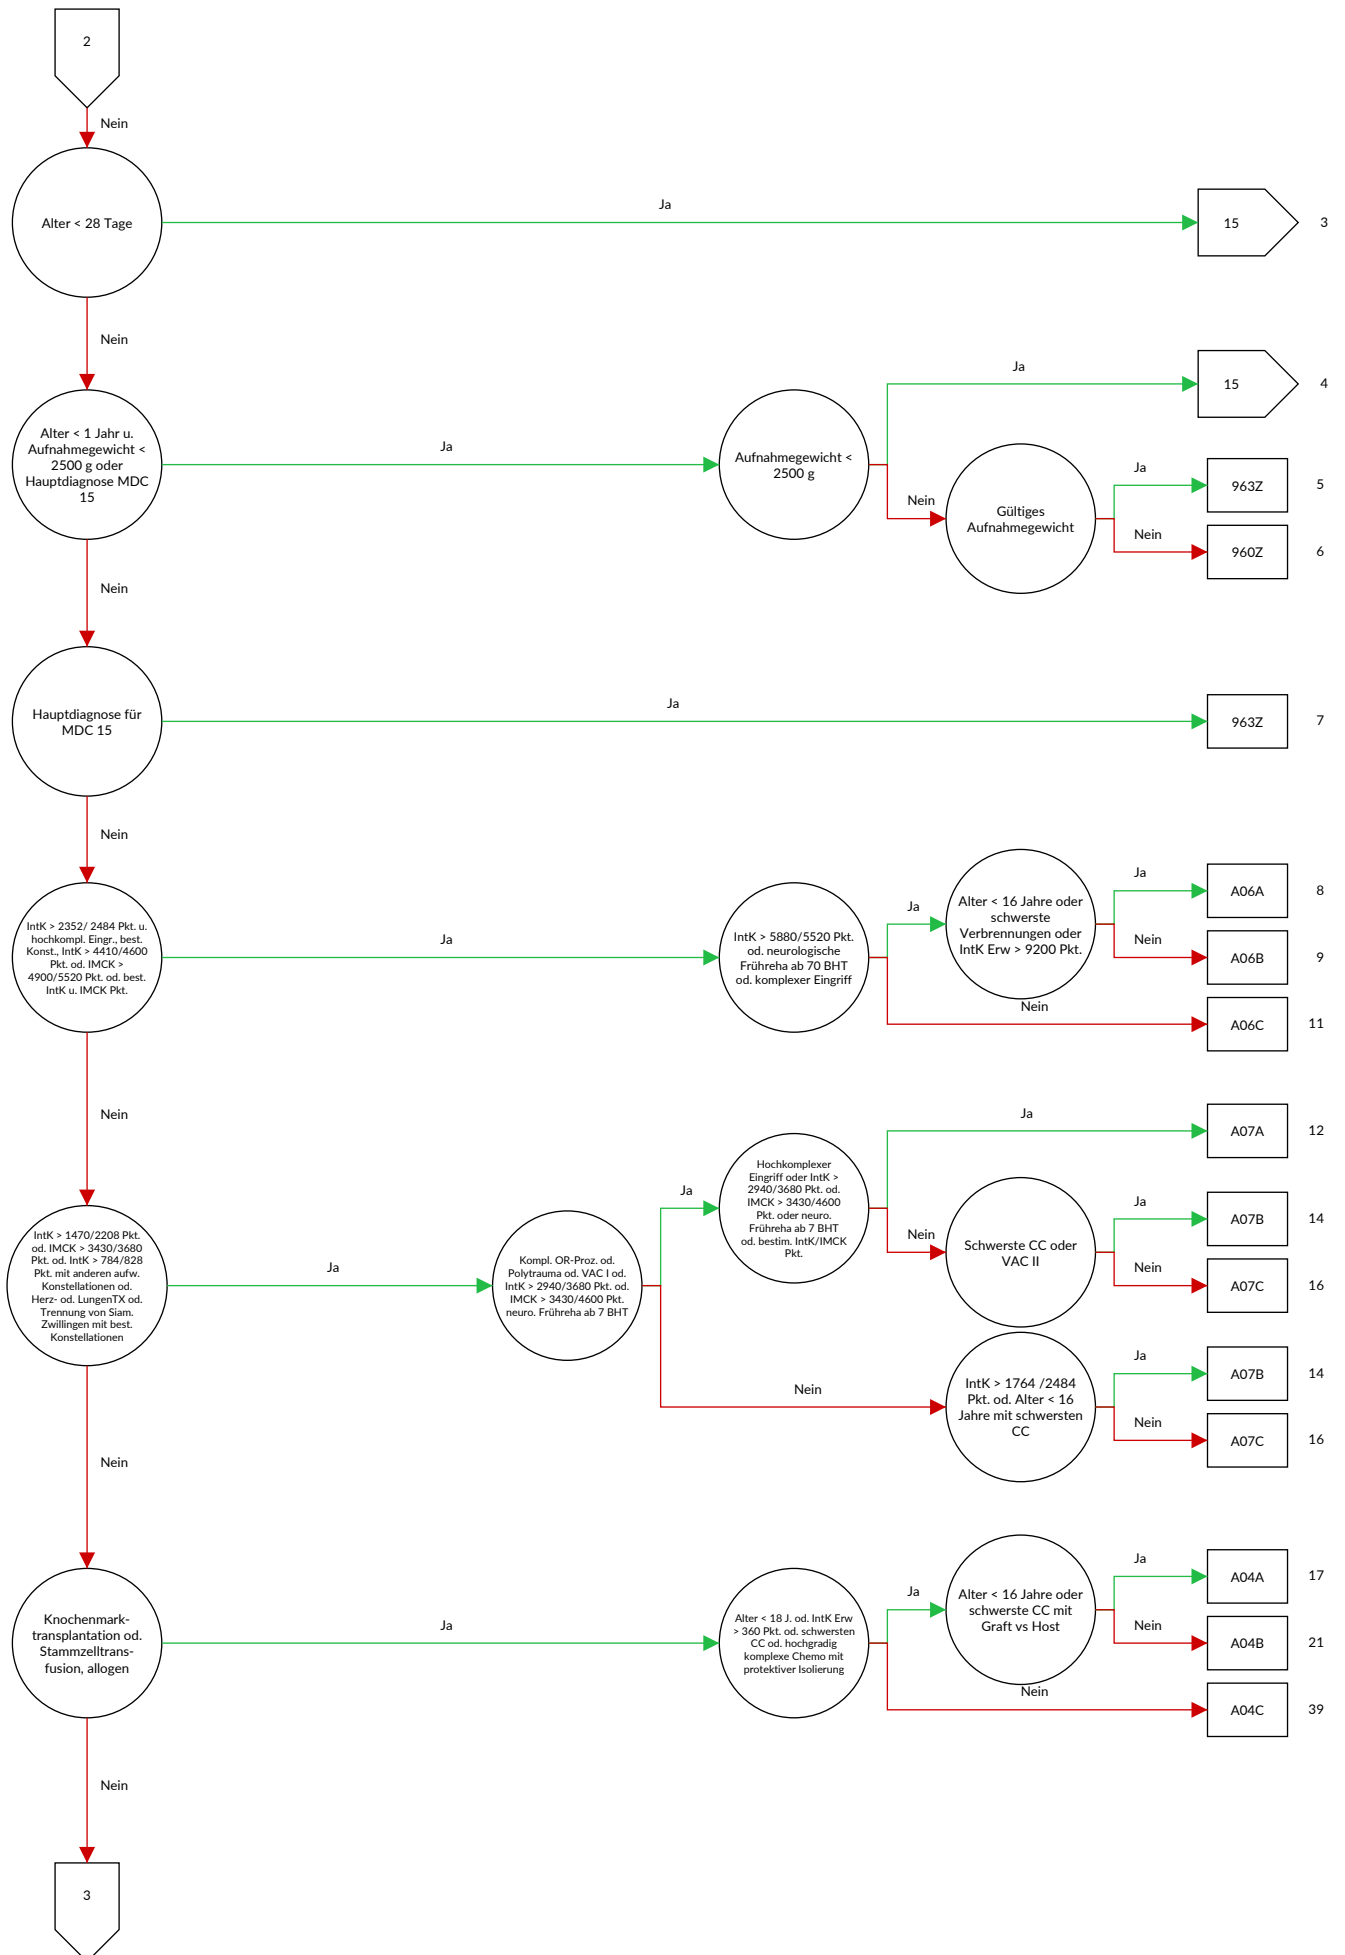 2
Nein
Alter < 28 Tage
Ja
15
3
Nein
Alter < 1 Jahr u.
Aufnahmegewicht <
2500 g oder
Hauptdiagnose MDC
15
Ja
Aufnahmegewicht <
2500 g
Ja
15
4
Nein
Gültiges
Aufnahmegewicht
Ja
963Z
5
Nein
960Z
6
Nein
Hauptdiagnose für
MDC 15
Ja
963Z
7
Nein
IntK > 2352/ 2484 Pkt. u.
hochkompl. Eingr., best.
Konst., IntK > 4410/4600
Pkt. od. IMCK >
4900/5520 Pkt. od. best.
IntK u. IMCK Pkt.
Ja
IntK > 5880/5520 Pkt.
od. neurologische
Frühreha ab 70 BHT
od. komplexer Eingriff
Ja
Alter < 16 Jahre oder
schwerste
Verbrennungen oder
IntK Erw > 9200 Pkt.
Ja
A06A
8
Nein
A06B
9
Nein
A06C
11
Nein
IntK > 1470/2208 Pkt.
od. IMCK > 3430/3680
Pkt. od. IntK > 784/828
Pkt. mit anderen aufw.
Konstellationen od.
Herz- od. LungenTX od.
Trennung von Siam.
Zwillingen mit best.
Konstellationen
Ja
Kompl. OR-Proz. od.
Polytrauma od. VAC I od.
IntK > 2940/3680 Pkt. od.
IMCK > 3430/4600 Pkt.
neuro. Frühreha ab 7 BHT
Ja
Hochkomplexer
Eingriff oder IntK >
2940/3680 Pkt. od.
IMCK > 3430/4600
Pkt. oder neuro.
Frühreha ab 7 BHT
od. bestim. IntK/IMCK
Pkt.
Ja
A07A
12
Nein
Schwerste CC oder
VAC II
Ja
A07B
14
Nein
A07C
16
Nein
IntK > 1764 /2484
Pkt. od. Alter < 16
Jahre mit schwersten
CC
Ja
A07B
14
Nein
A07C
16
Nein
Knochenmark-
transplantation od.
Stammzelltrans-
fusion, allogen
Ja
Alter < 18 J. od. IntK Erw
> 360 Pkt. od. schwersten
CC od. hochgradig
komplexe Chemo mit
protektiver Isolierung
Ja
Alter < 16 Jahre oder
schwerste CC mit
Graft vs Host
Ja
A04A
17
Nein
A04B
21
Nein
A04C
39
Nein
3